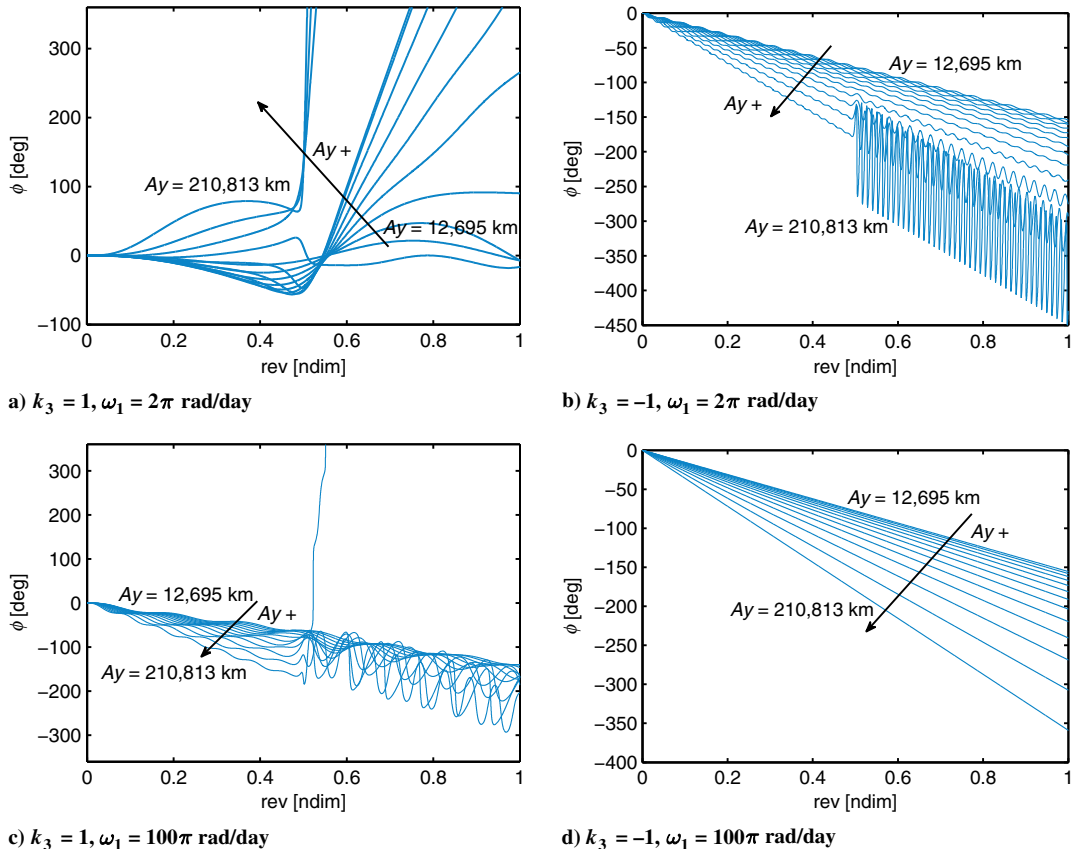 360
300
200
100
0
−100
ϕ [deg]
Ay +
Ay = 210,813 km
Ay = 12,695 km
0 0.2 0.4 0.6 0.8 1
rev [ndim]
a) k₃ = 1, ω₁ = 2π rad/day
0
−50
−100
−150
−200
−250
−300
−350
−400
−450
ϕ [deg]
Ay = 12,695 km
Ay +
Ay = 210,813 km
0 0.2 0.4 0.6 0.8 1
rev [ndim]
b) k₃ = −1, ω₁ = 2π rad/day
300
200
100
0
−100
−200
−300
ϕ [deg]
Ay = 12,695 km
Ay +
Ay = 210,813 km
0 0.2 0.4 0.6 0.8 1
rev [ndim]
c) k₃ = 1, ω₁ = 100π rad/day
0
−50
−100
−150
−200
−250
−300
−350
−400
ϕ [deg]
Ay = 12,695 km
Ay +
Ay = 210,813 km
0 0.2 0.4 0.6 0.8 1
rev [ndim]
d) k₃ = −1, ω₁ = 100π rad/day